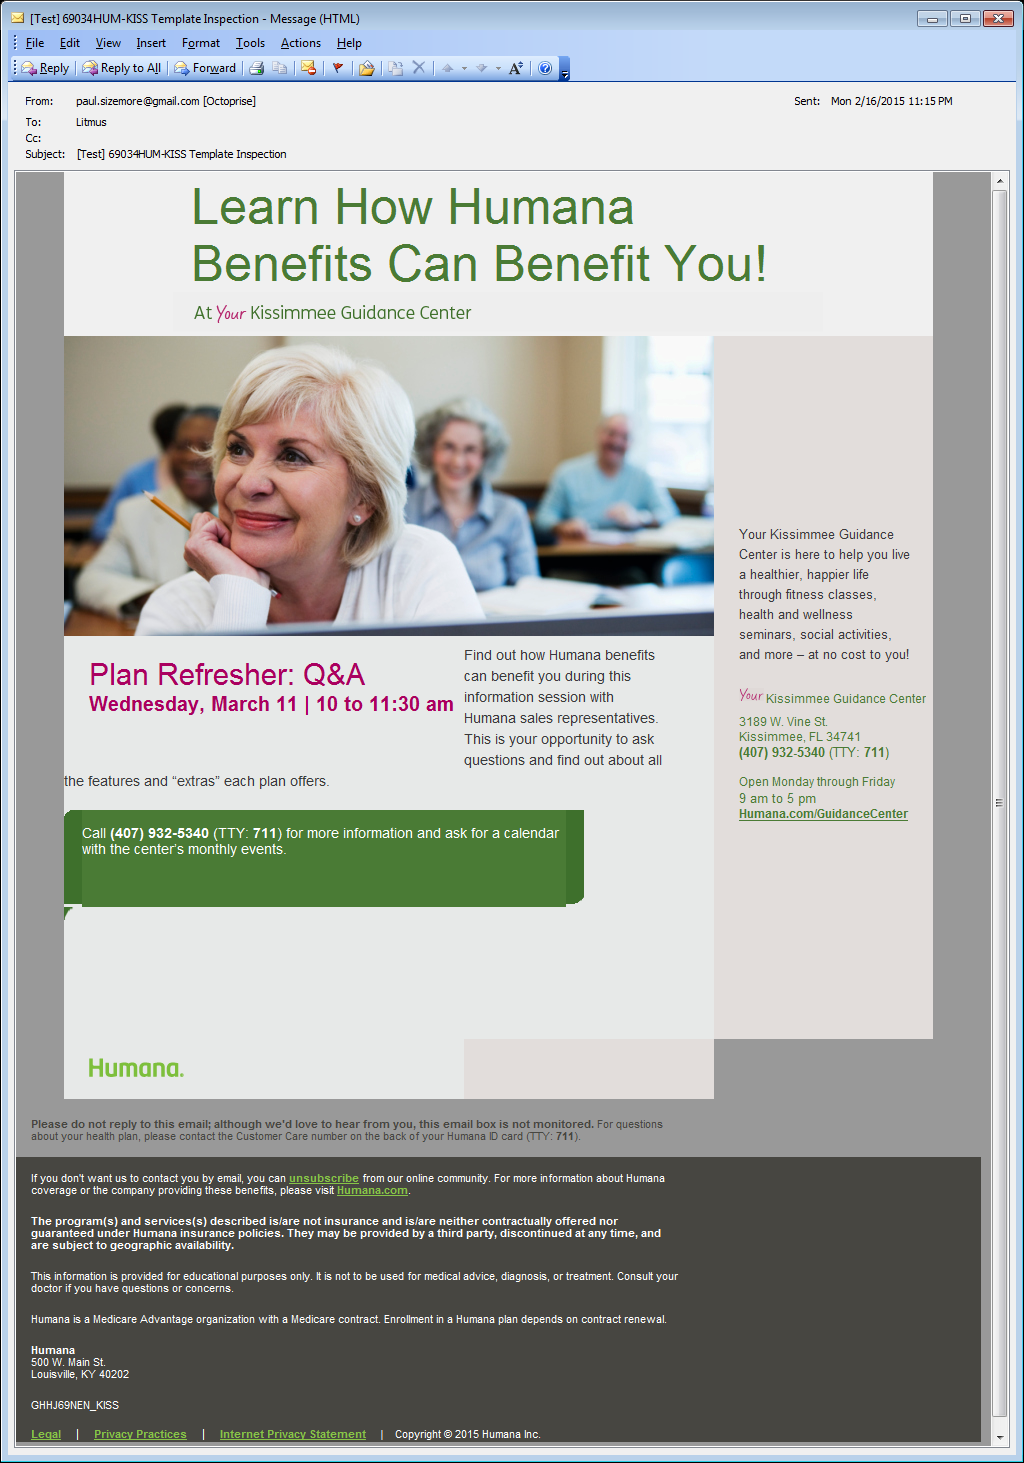 [Test] 69034HUM-KISS Template Inspection - Message (HTML)
File Edit View Insert Format Tools Actions Help
Reply Reply to All Forward
From: paul.sizemore@gmail.com [Octoprise] Sent: Mon 2/16/2015 11:15 PM
To: Litmus
Cc:
Subject: [Test] 69034HUM-KISS Template Inspection
Learn How Humana
Benefits Can Benefit You!
At Your Kissimmee Guidance Center
Plan Refresher: Q&A
Wednesday, March 11 | 10 to 11:30 am
Find out how Humana benefits
can benefit you during this
information session with
Humana sales representatives.
This is your opportunity to ask
questions and find out about all
the features and “extras” each plan offers.
Call (407) 932-5340 (TTY: 711) for more information and ask for a calendar
with the center’s monthly events.
Humana.
Your Kissimmee Guidance
Center is here to help you live
a healthier, happier life
through fitness classes,
health and wellness
seminars, social activities,
and more – at no cost to you!
Your Kissimmee Guidance Center
3189 W. Vine St.
Kissimmee, FL 34741
(407) 932-5340 (TTY: 711)
Open Monday through Friday
9 am to 5 pm
Humana.com/GuidanceCenter
Please do not reply to this email; although we'd love to hear from you, this email box is not monitored. For questions
about your health plan, please contact the Customer Care number on the back of your Humana ID card (TTY: 711).
If you don't want us to contact you by email, you can unsubscribe from our online community. For more information about Humana
coverage or the company providing these benefits, please visit Humana.com.
The program(s) and services(s) described is/are not insurance and is/are neither contractually offered nor
guaranteed under Humana insurance policies. They may be provided by a third party, discontinued at any time, and
are subject to geographic availability.
This information is provided for educational purposes only. It is not to be used for medical advice, diagnosis, or treatment. Consult your
doctor if you have questions or concerns.
Humana is a Medicare Advantage organization with a Medicare contract. Enrollment in a Humana plan depends on contract renewal.
Humana
500 W. Main St.
Louisville, KY 40202
GHHJ69NEN_KISS
Legal | Privacy Practices | Internet Privacy Statement | Copyright © 2015 Humana Inc.